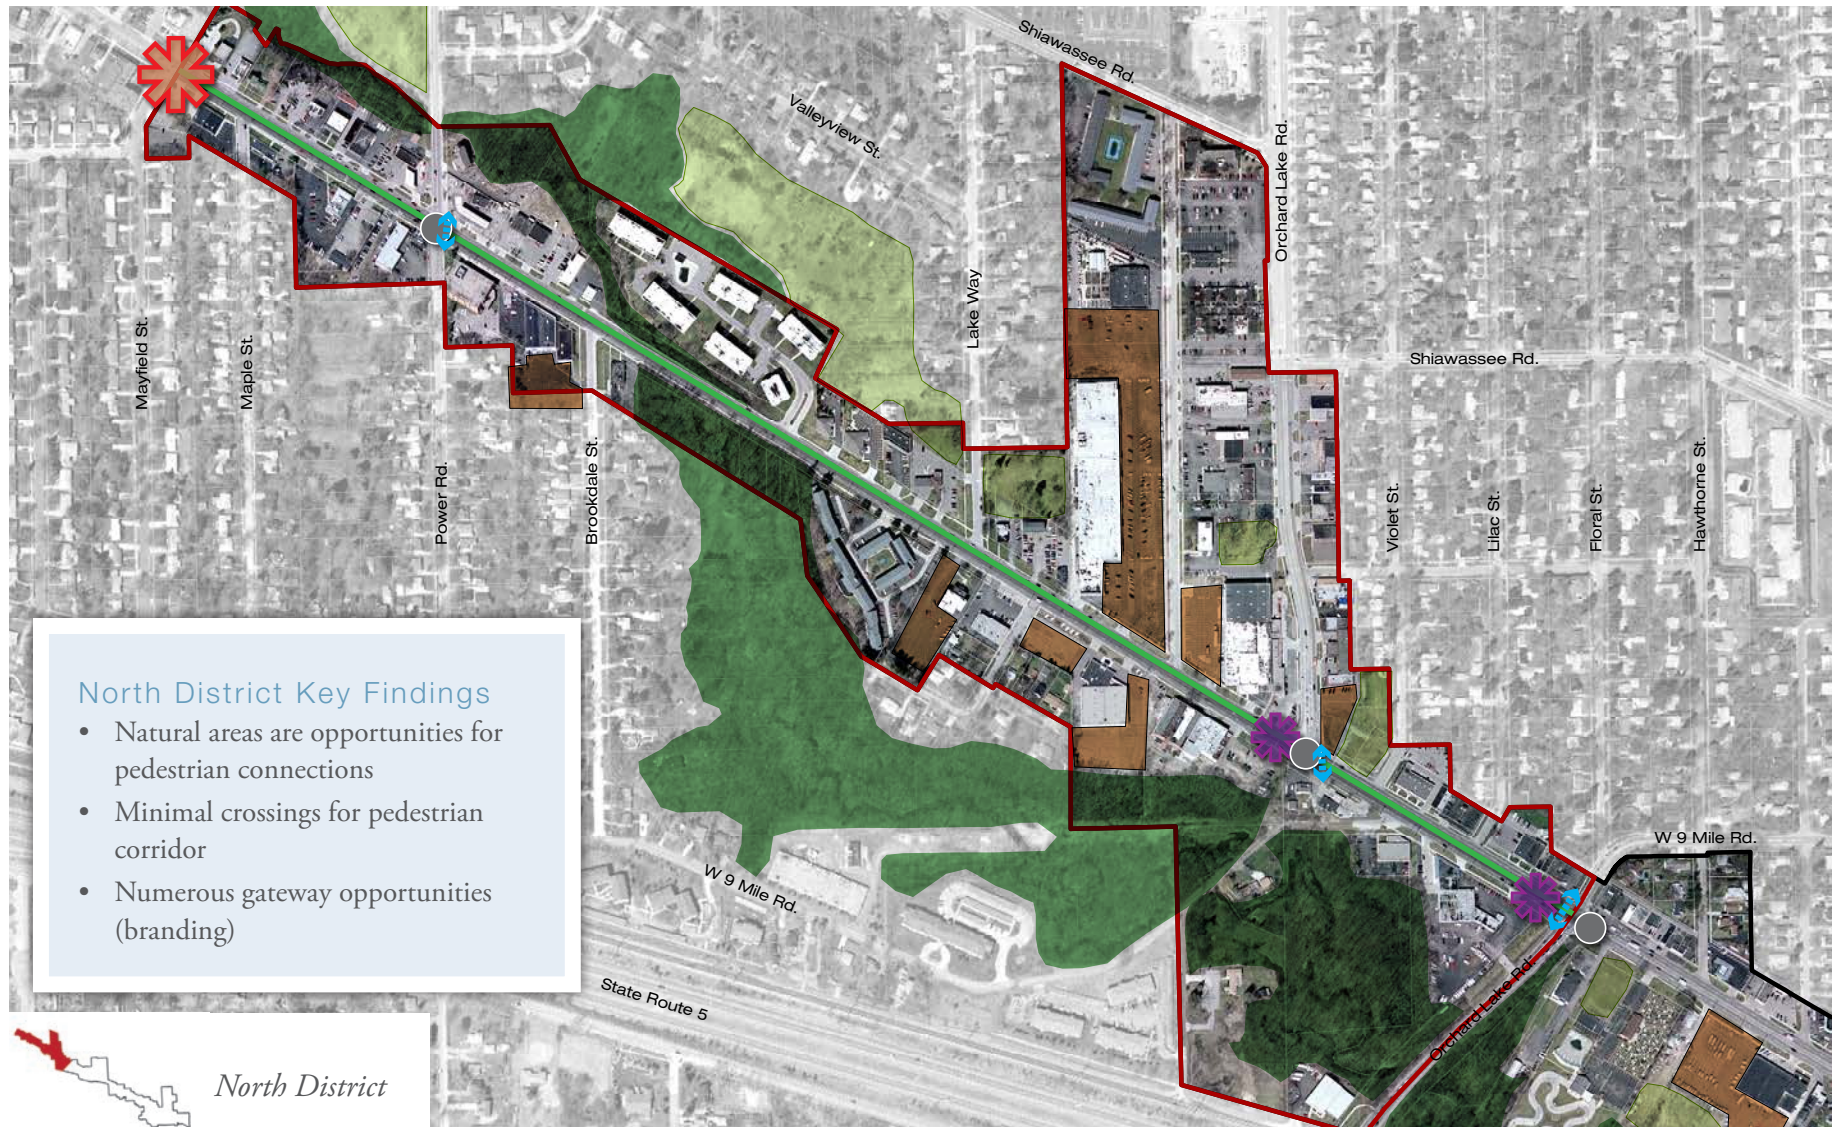 Shiawassee Rd.
Valleyview St.
Orchard Lake Rd.
Lake Way
Mayfield St.
Maple St.
Shiawassee Rd.
Power Rd.
Brookdale St.
Violet St.
Lilac St.
Floral St.
Hawthorne St.
North District Key Findings
• Natural areas are opportunities for
pedestrian connections
• Minimal crossings for pedestrian
corridor
• Numerous gateway opportunities
(branding)
W 9 Mile Rd.
W 9 Mile Rd.
State Route 5
Orchard Lake Rd.
North District